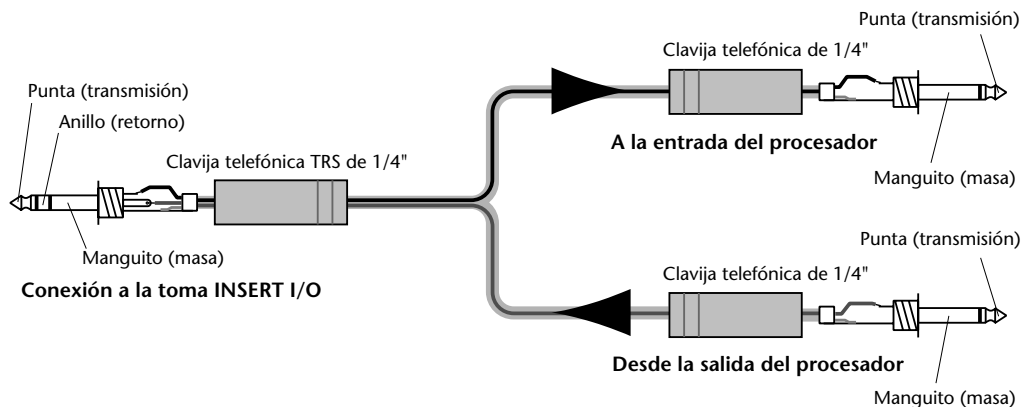 Punta (transmisión)
Anillo (retorno)
Clavija telefónica TRS de 1/4"
Manguito (masa)
Conexión a la toma INSERT I/O
Punta (transmisión)
Clavija telefónica de 1/4"
A la entrada del procesador
Manguito (masa)
Punta (transmisión)
Clavija telefónica de 1/4"
Desde la salida del procesador
Manguito (masa)